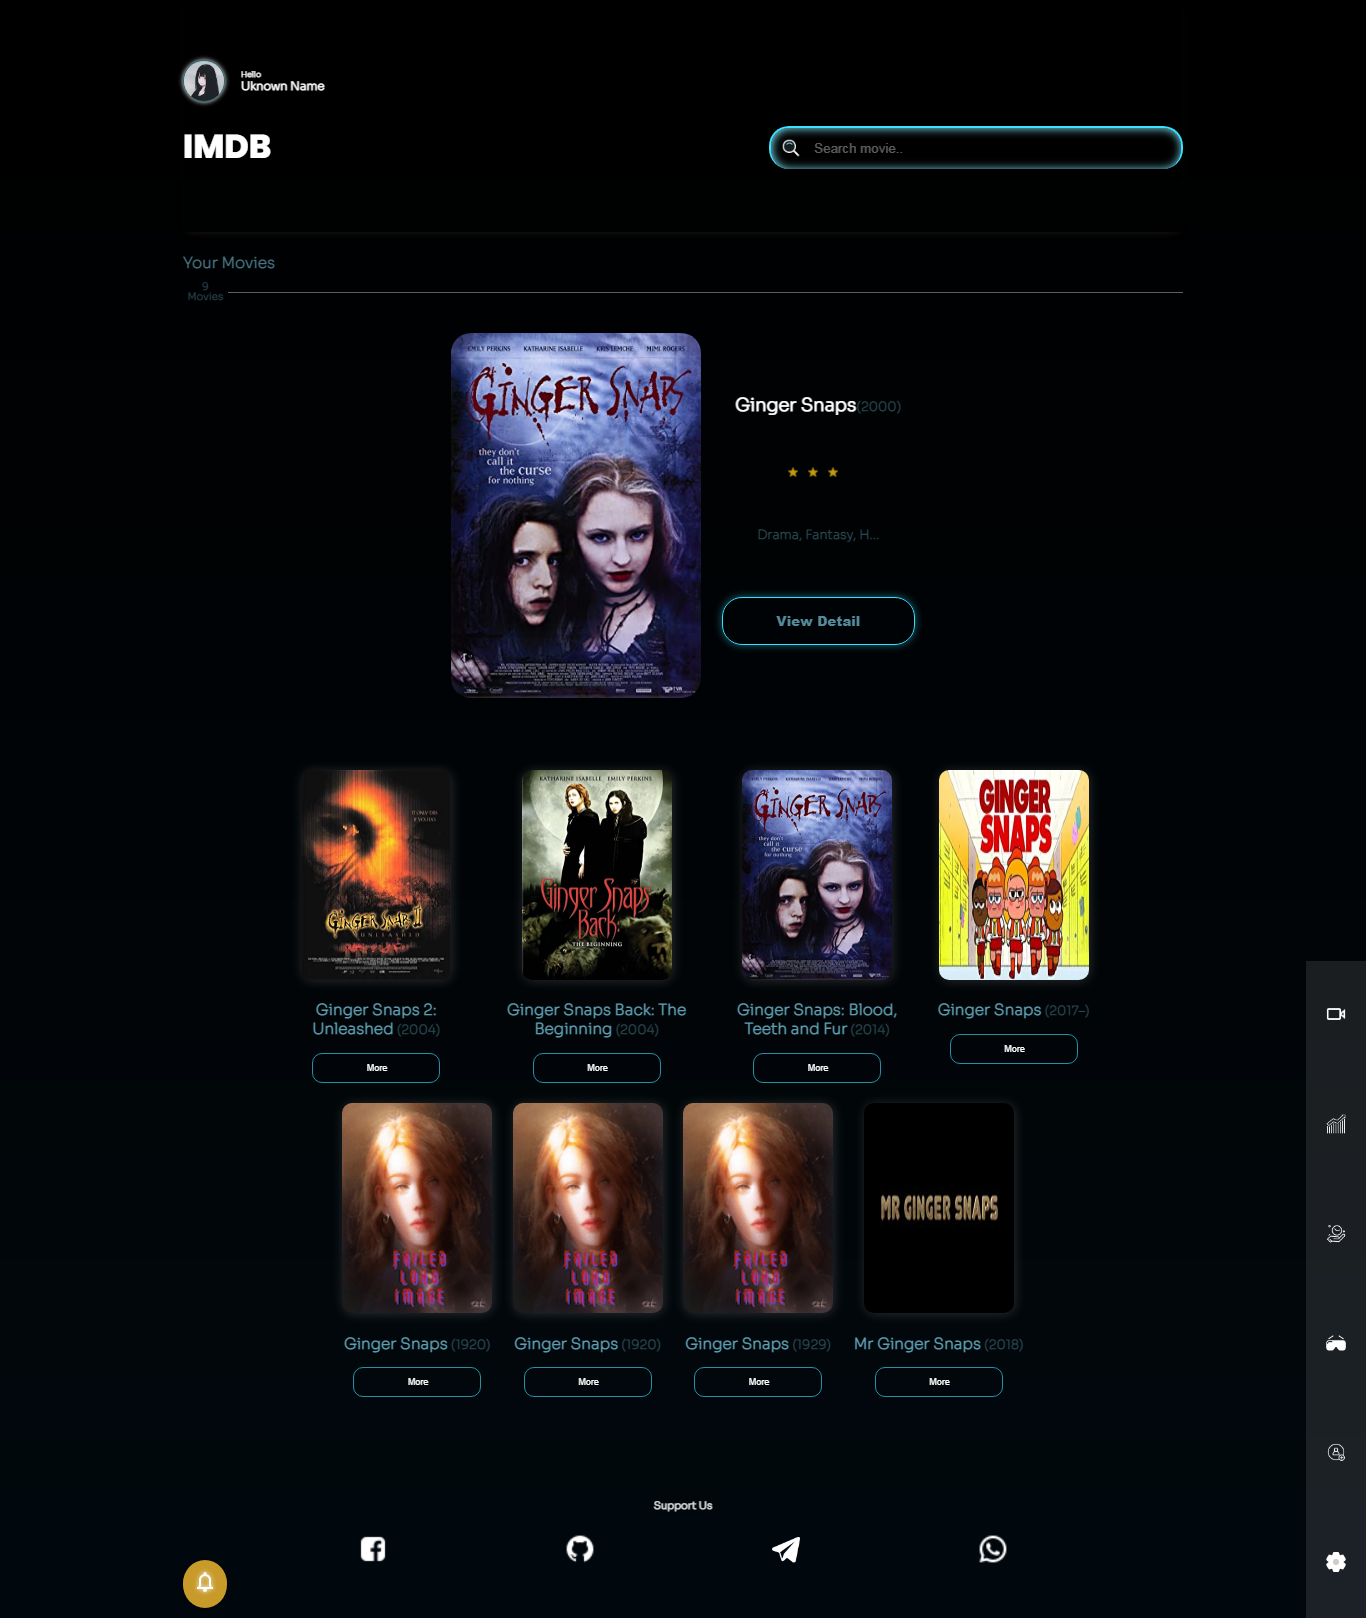 Hello
Uknown Name
IMDB
Search movie..
Your Movies
9
Movies
EMILY PERKINS KATHARINE ISABELLE KRIS LEMCHE MIMI ROGERS
GINGER SNAPS
they don't
call it
the curse
for nothing
Ginger Snaps(2000)
Drama, Fantasy, H...
View Detail
IT ONLY DIES
IF YOU DIE
GINGER SNAPS II
UNLEASHED
KATHARINE ISABELLE EMILY PERKINS
Ginger Snaps
Back:
THE BEGINNING
GINGER SNAPS
they don't
call it
the curse
for nothing
GINGER
SNAPS
Ginger Snaps 2:
Unleashed (2004)
Ginger Snaps Back: The
Beginning (2004)
Ginger Snaps: Blood,
Teeth and Fur (2014)
Ginger Snaps (2017–)
More
More
More
More
FAILED
LOAD
IMAGE
FAILED
LOAD
IMAGE
FAILED
LOAD
IMAGE
MR GINGER SNAPS
Ginger Snaps (1920)
Ginger Snaps (1920)
Ginger Snaps (1929)
Mr Ginger Snaps (2018)
More
More
More
More
Support Us